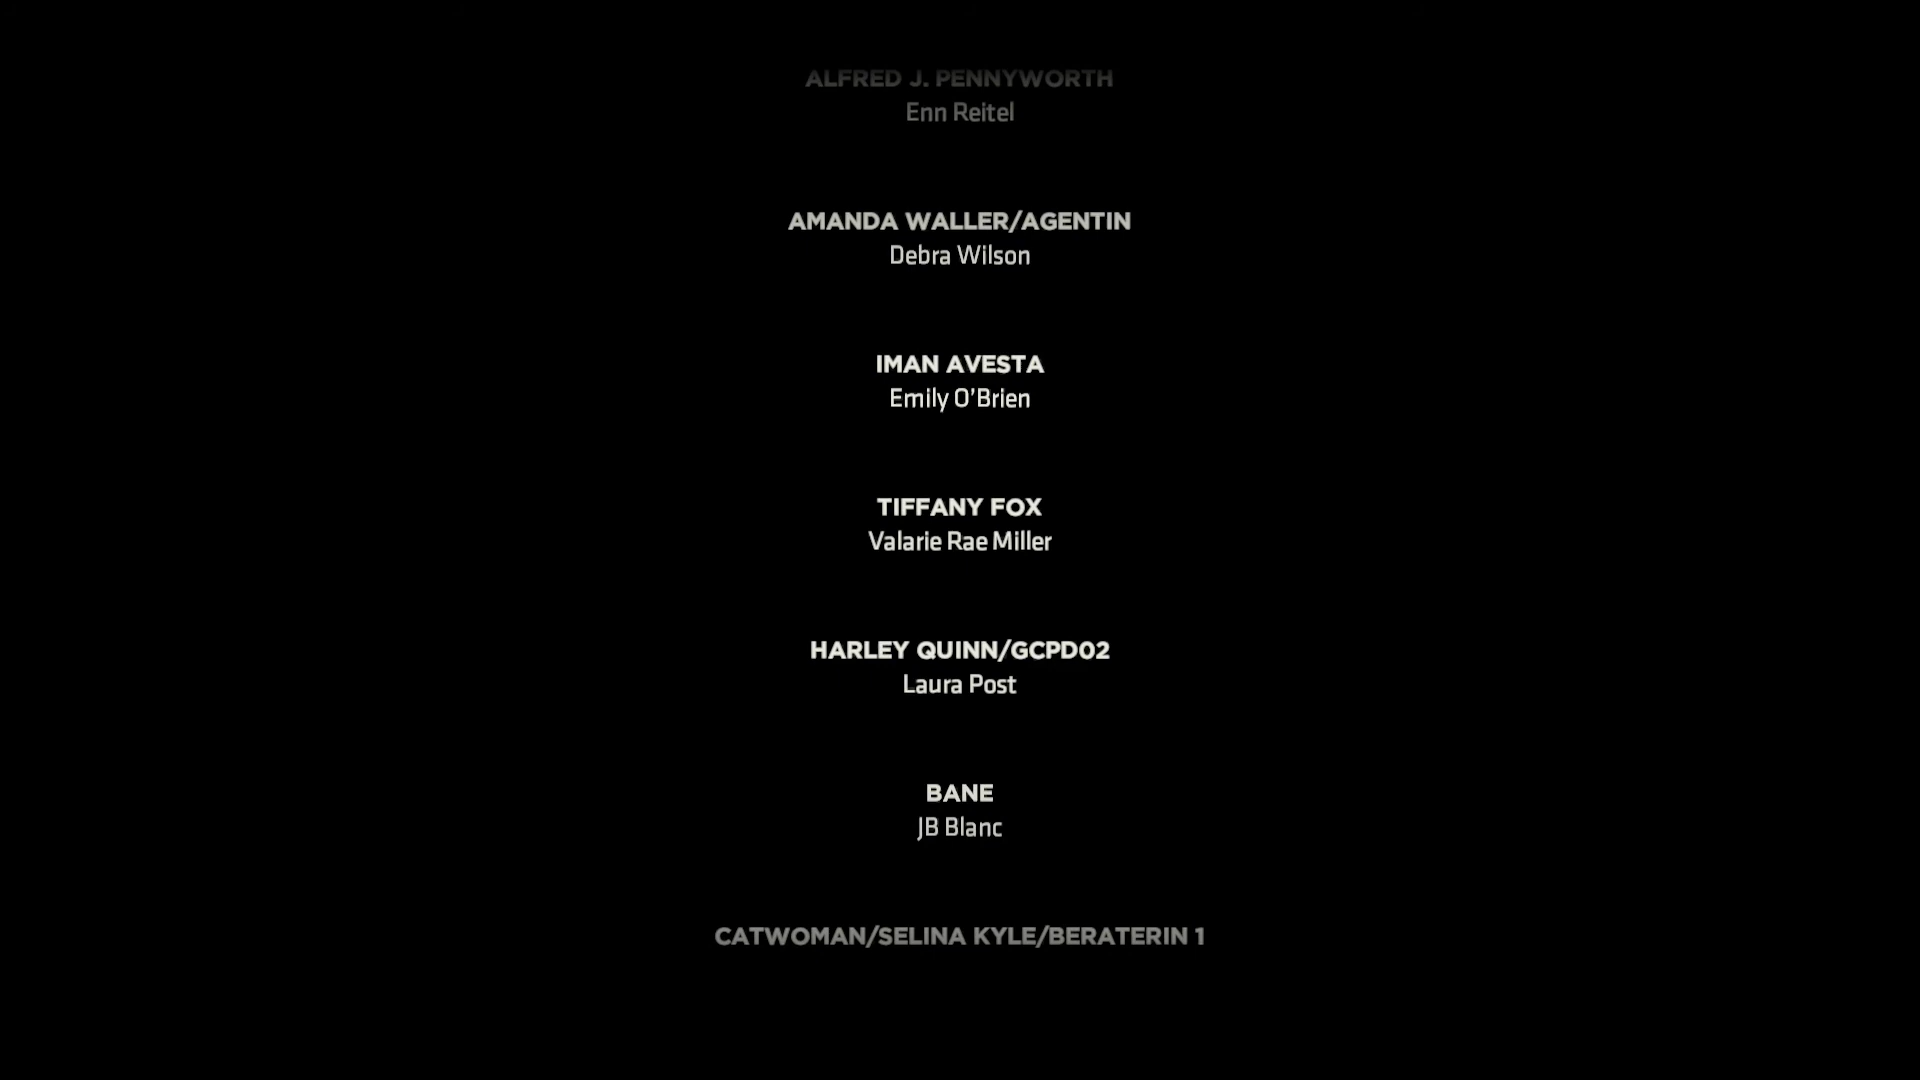 ALFRED J. PENNYWORTH
Enn Reitel
AMANDA WALLER/AGENTIN
Debra Wilson
IMAN AVESTA
Emily O’Brien
TIFFANY FOX
Valarie Rae Miller
HARLEY QUINN/GCPD02
Laura Post
BANE
JB Blanc
CATWOMAN/SELINA KYLE/BERATERIN 1